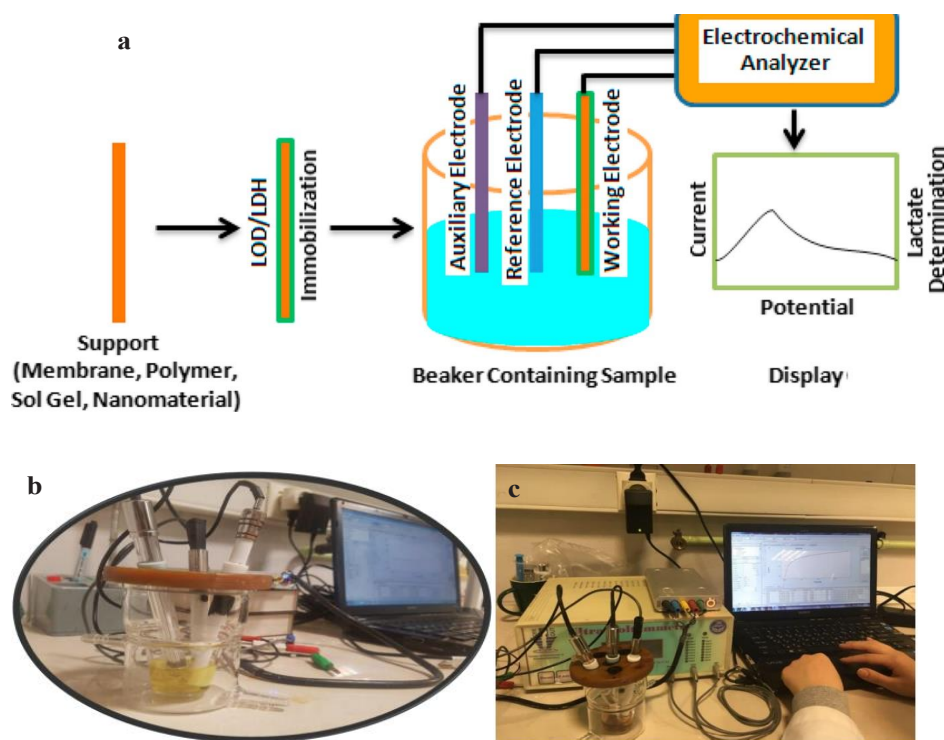 a
Electrochemical
Analyzer
Auxiliary Electrode
Reference Electrode
Working Electrode
LOD/LDH
Immobilization
Current
Lactate
Determination
Potential
Support
(Membrane, Polymer,
Sol Gel, Nanomaterial)
Beaker Containing Sample
Display
b
c